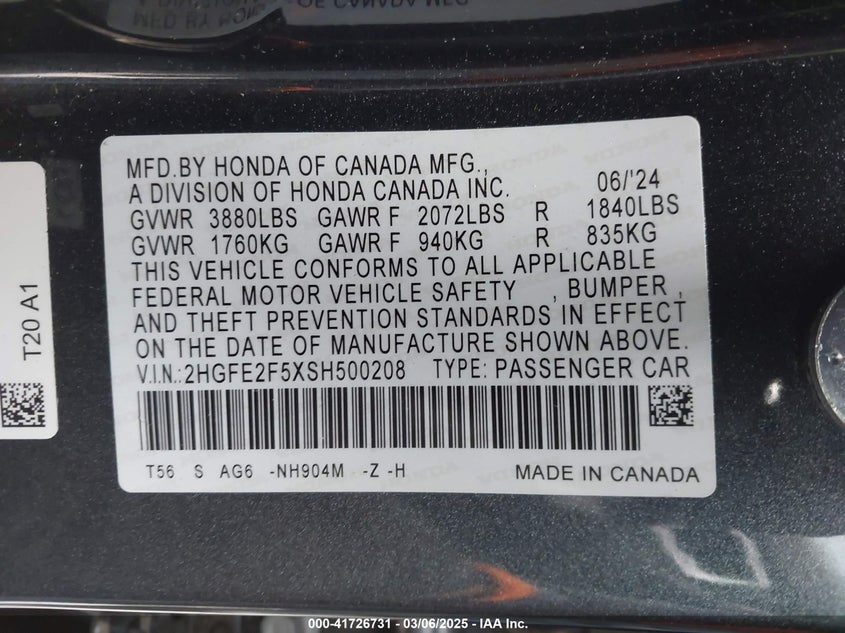 MFD.BY HONDA OF CANADA MFG.,
A DIVISION OF HONDA CANADA INC. 06/'24
GVWR 3880LBS GAWR F 2072LBS R 1840LBS
GVWR 1760KG GAWR F 940KG R 835KG
THIS VEHICLE CONFORMS TO ALL APPLICABLE
FEDERAL MOTOR VEHICLE SAFETY , BUMPER ,
AND THEFT PREVENTION STANDARDS IN EFFECT
ON THE DATE OF MANUFACTURE SHOWN ABOVE.
V.I.N.:2HGFE2F5XSH500208 TYPE: PASSENGER CAR
T56 S AG6 -NH904M -Z -H MADE IN CANADA
T20 A1
000-41726731 - 03/06/2025 - IAA Inc.